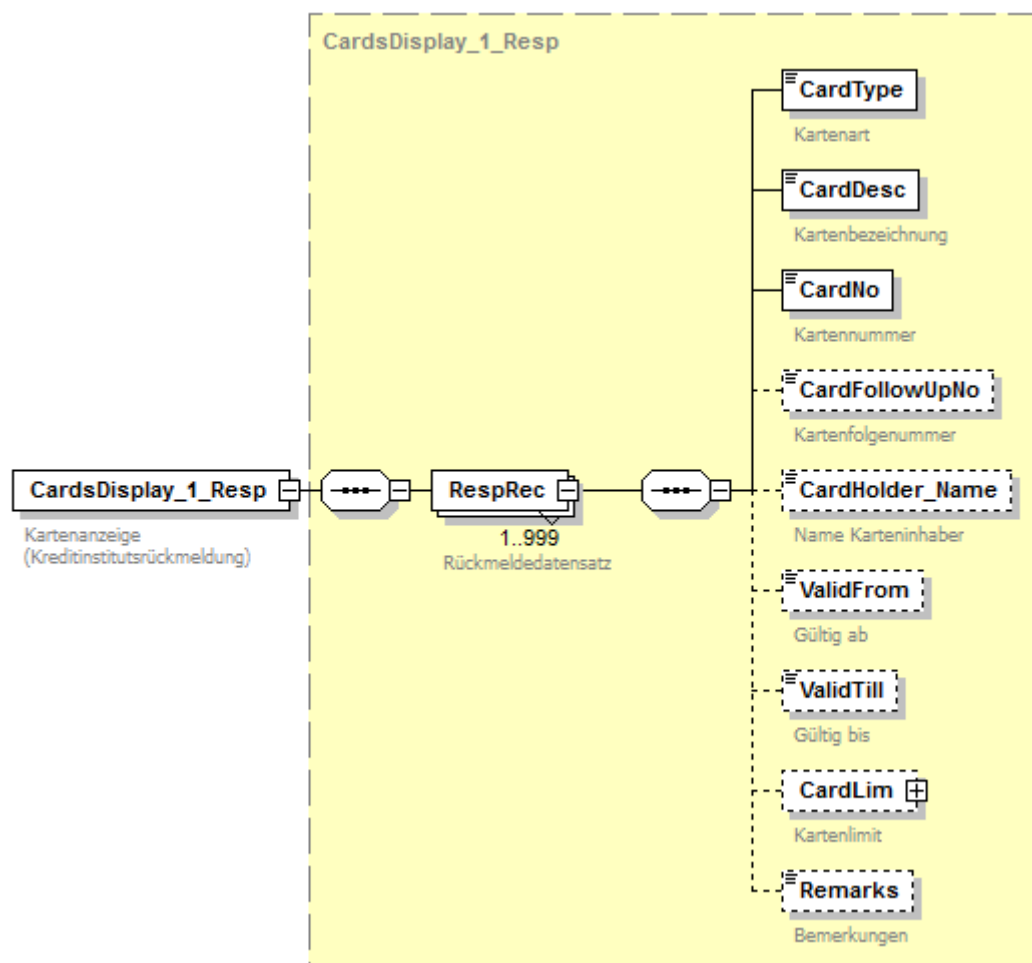 CardsDisplay_1_Resp
CardType
Kartenart
CardDesc
Kartenbezeichnung
CardNo
Kartennummer
CardFollowUpNo
Kartenfolgenummer
CardsDisplay_1_Resp
Kartenanzeige
(Kreditinstitutsrückmeldung)
RespRec
1..999
Rückmeldedatensatz
CardHolder_Name
Name Karteninhaber
ValidFrom
Gültig ab
ValidTill
Gültig bis
CardLim
Kartenlimit
Remarks
Bemerkungen